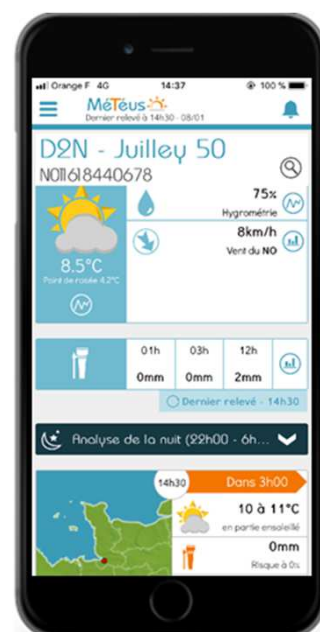 Orange F 4G 14:37 100 %
MéTéus
Dernier relevé à 14h30 - 08/01
D2N - Juilley 50
N011618440678
75%
Hygrométrie
8km/h
Vent du NO
8.5°C
Point de rosée 4.2°C
01h 03h 12h
0mm 0mm 2mm
Dernier relevé - 14h30
Analyse de la nuit (22h00 - 6h...
14h30 Dans 3h00
10 à 11°C
en partie ensoleillé
0mm
Risque à 0%